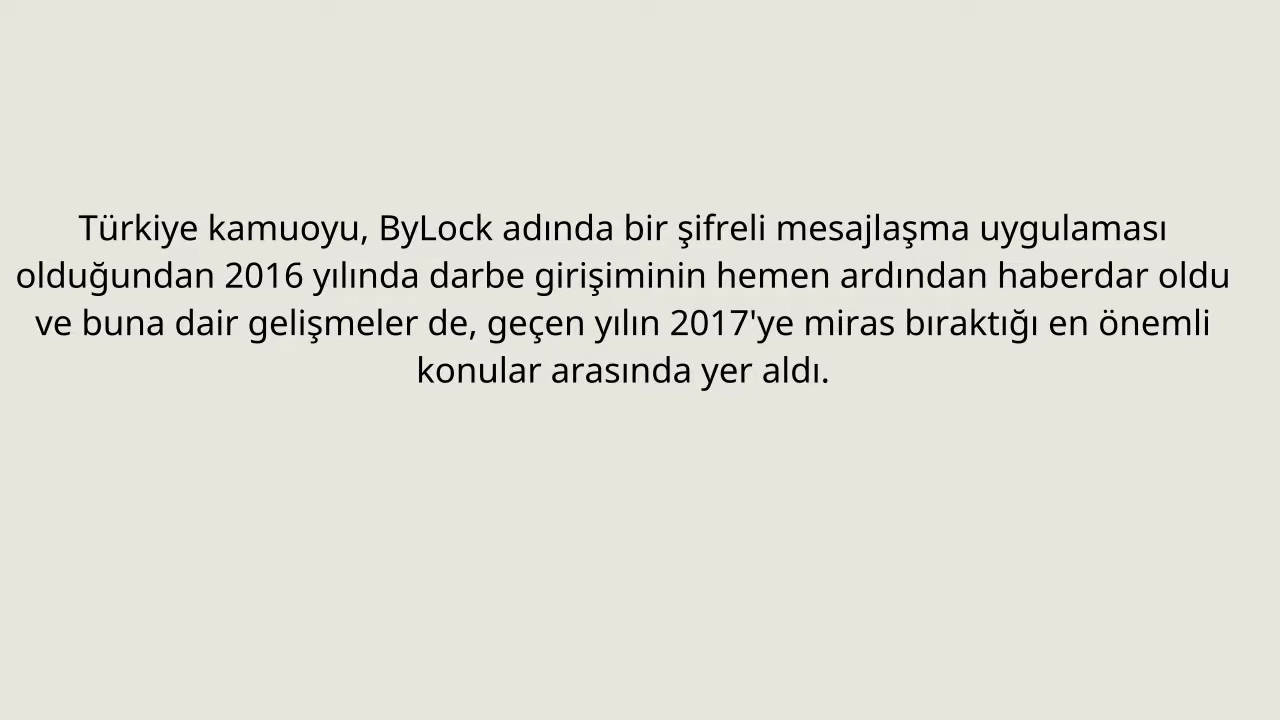 Türkiye kamuoyu, ByLock adında bir şifreli mesajlaşma uygulaması
olduğundan 2016 yılında darbe girişiminin hemen ardından haberdar oldu
ve buna dair gelişmeler de, geçen yılın 2017'ye miras bıraktığı en önemli
konular arasında yer aldı.